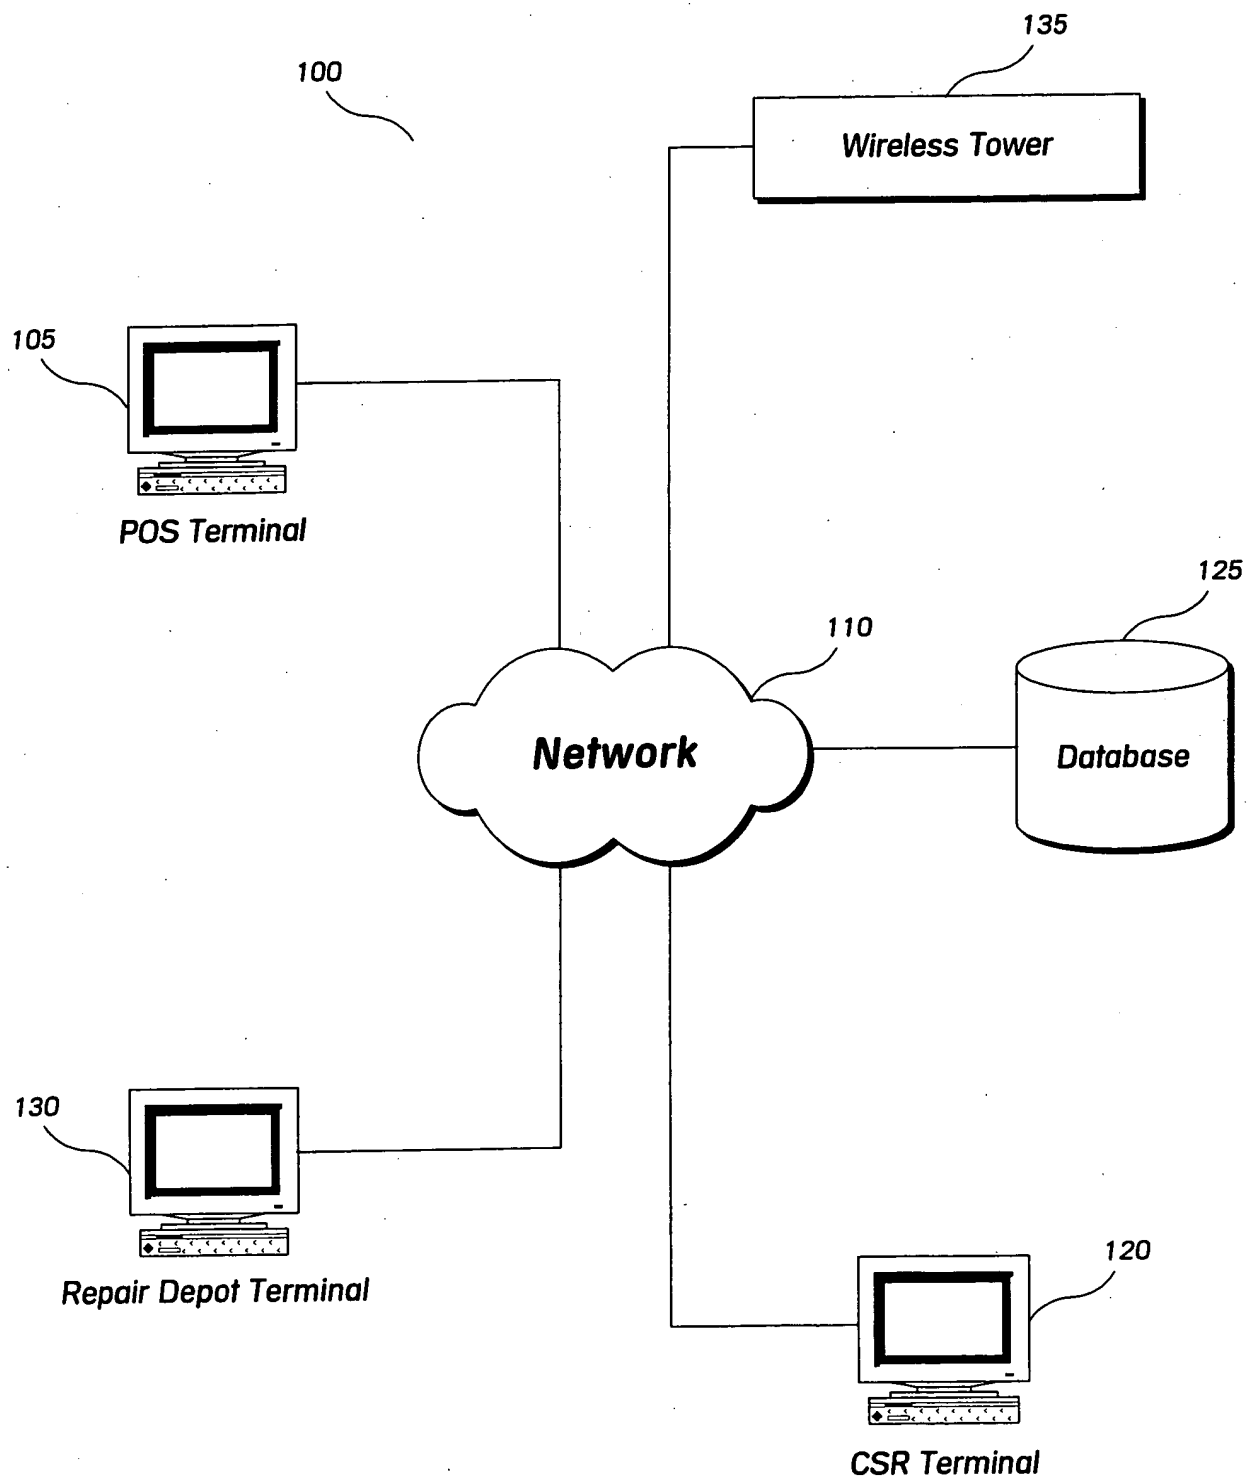 135
100
Wireless Tower
105
POS Terminal
125
110
Network
Database
130
Repair Depot Terminal
120
CSR Terminal